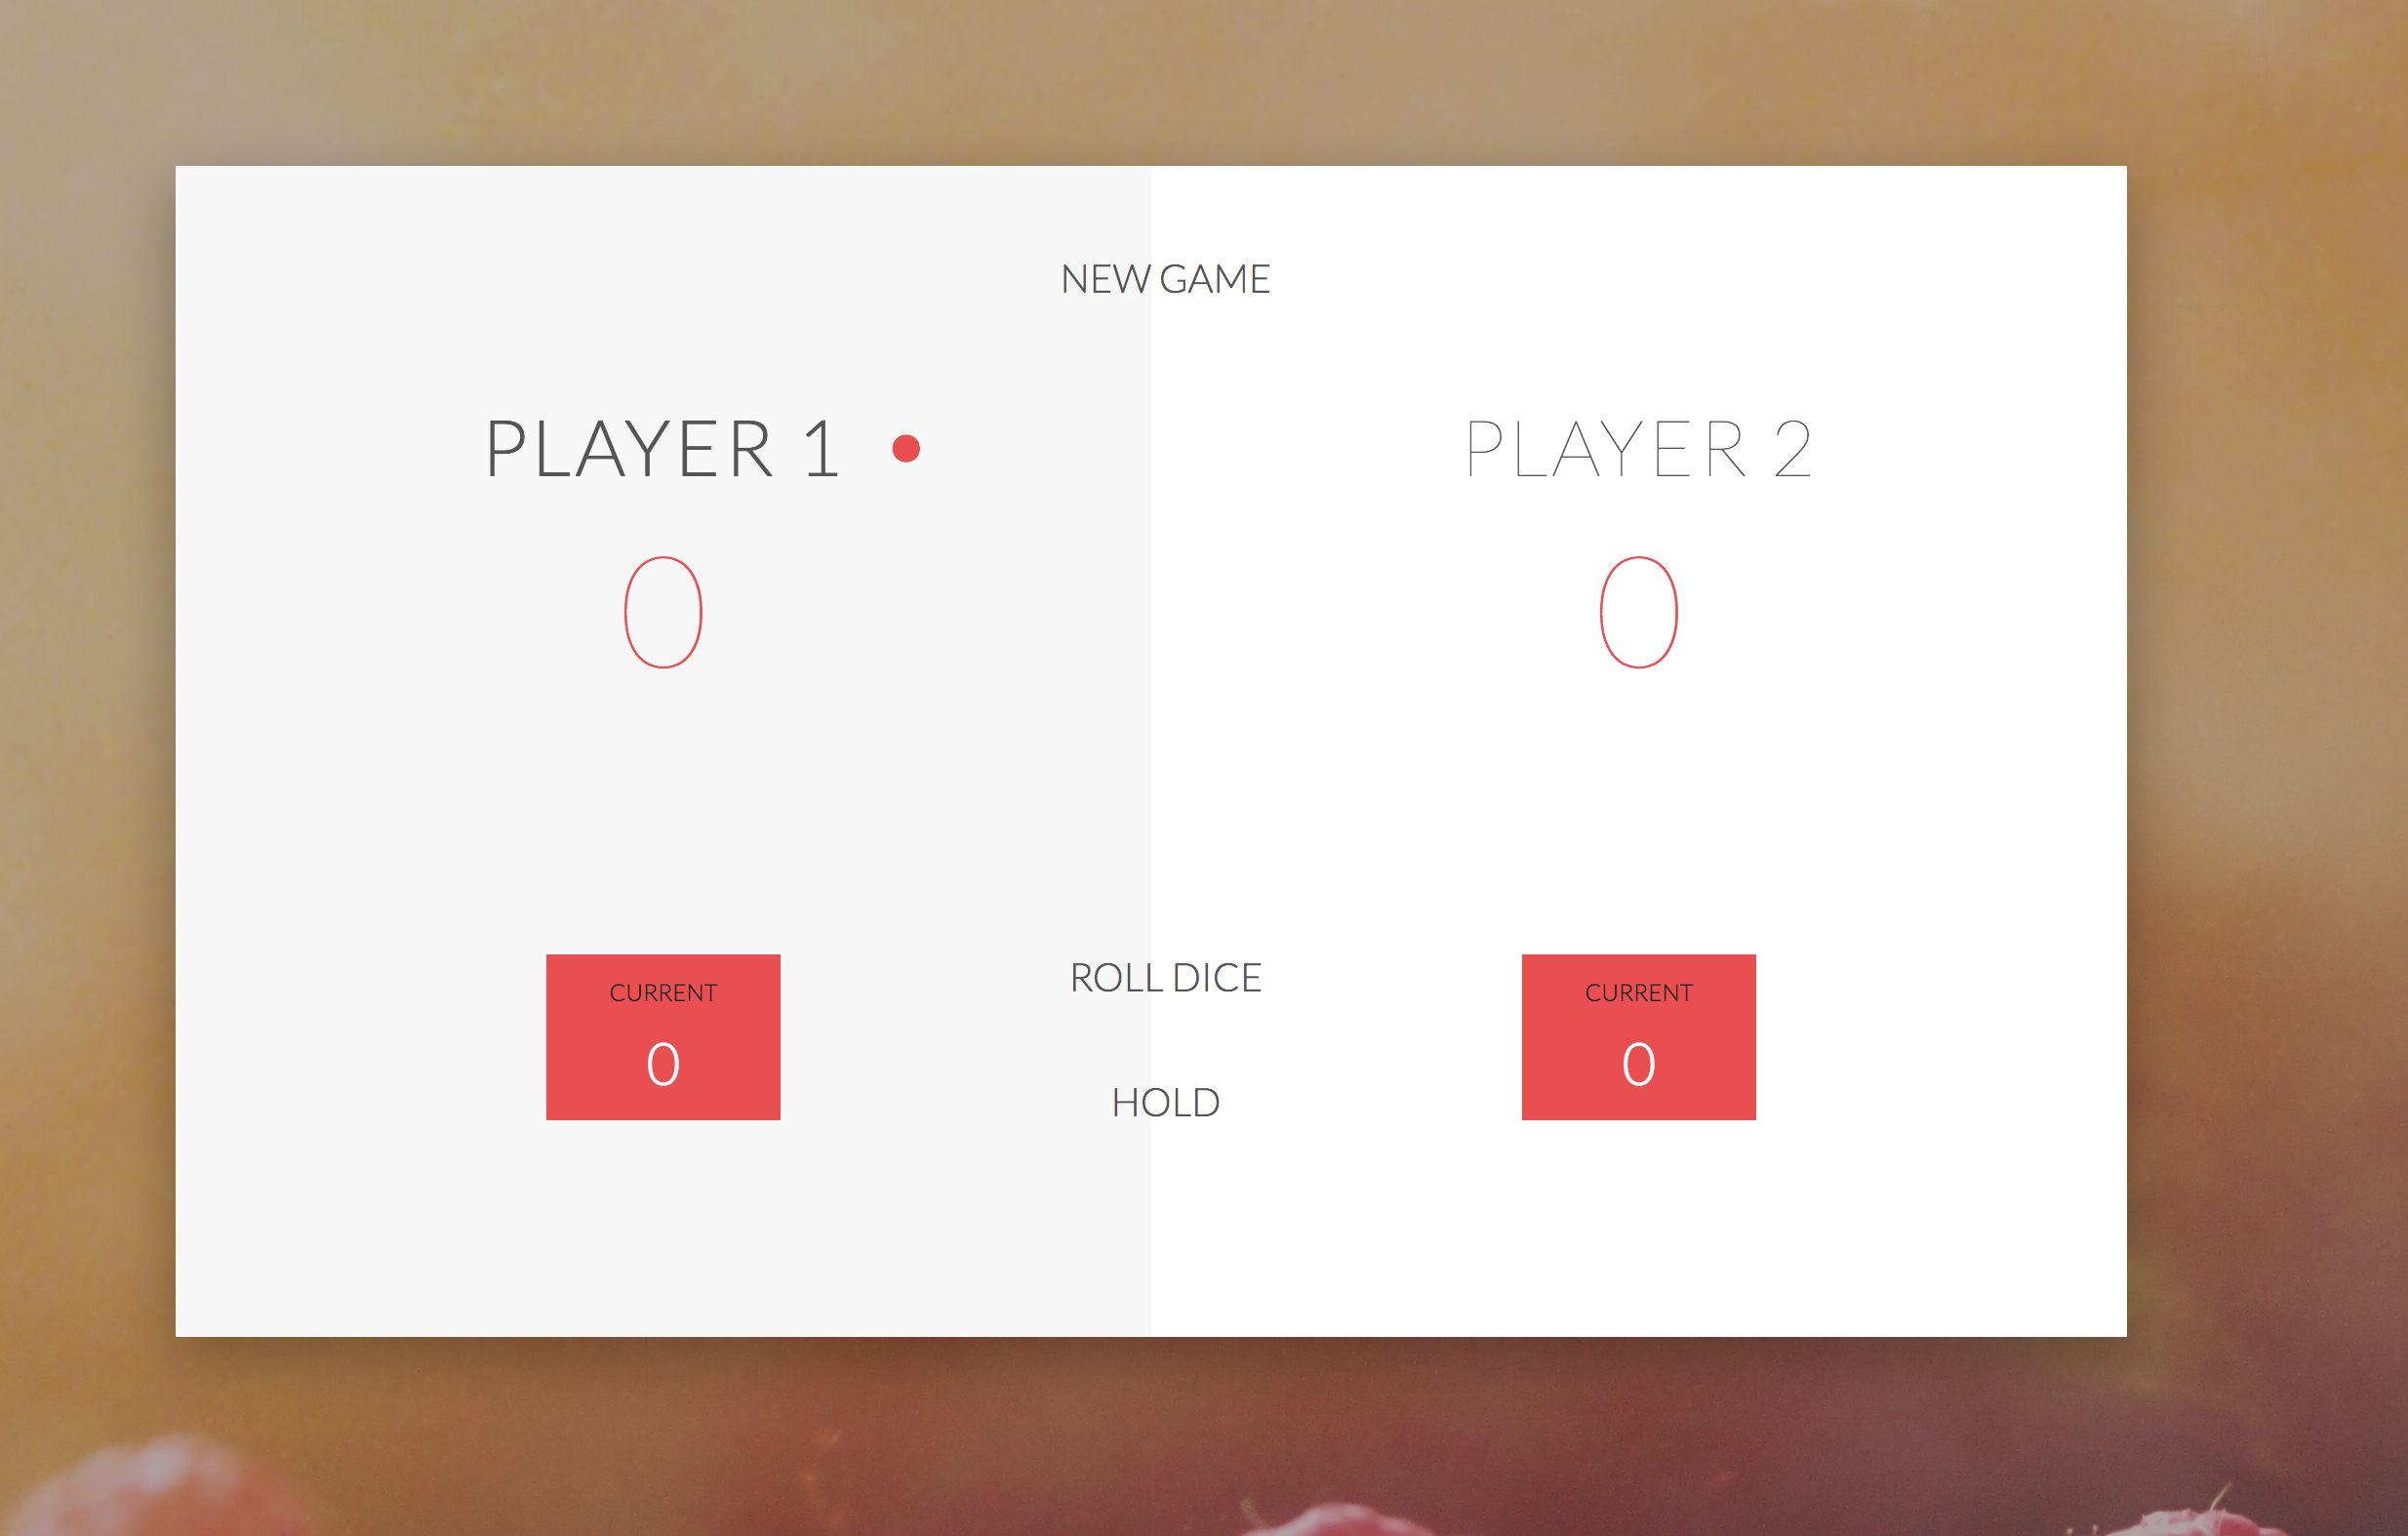 NEW GAME
PLAYER 1
0
PLAYER 2
0
CURRENT
0
ROLL DICE
HOLD
CURRENT
0